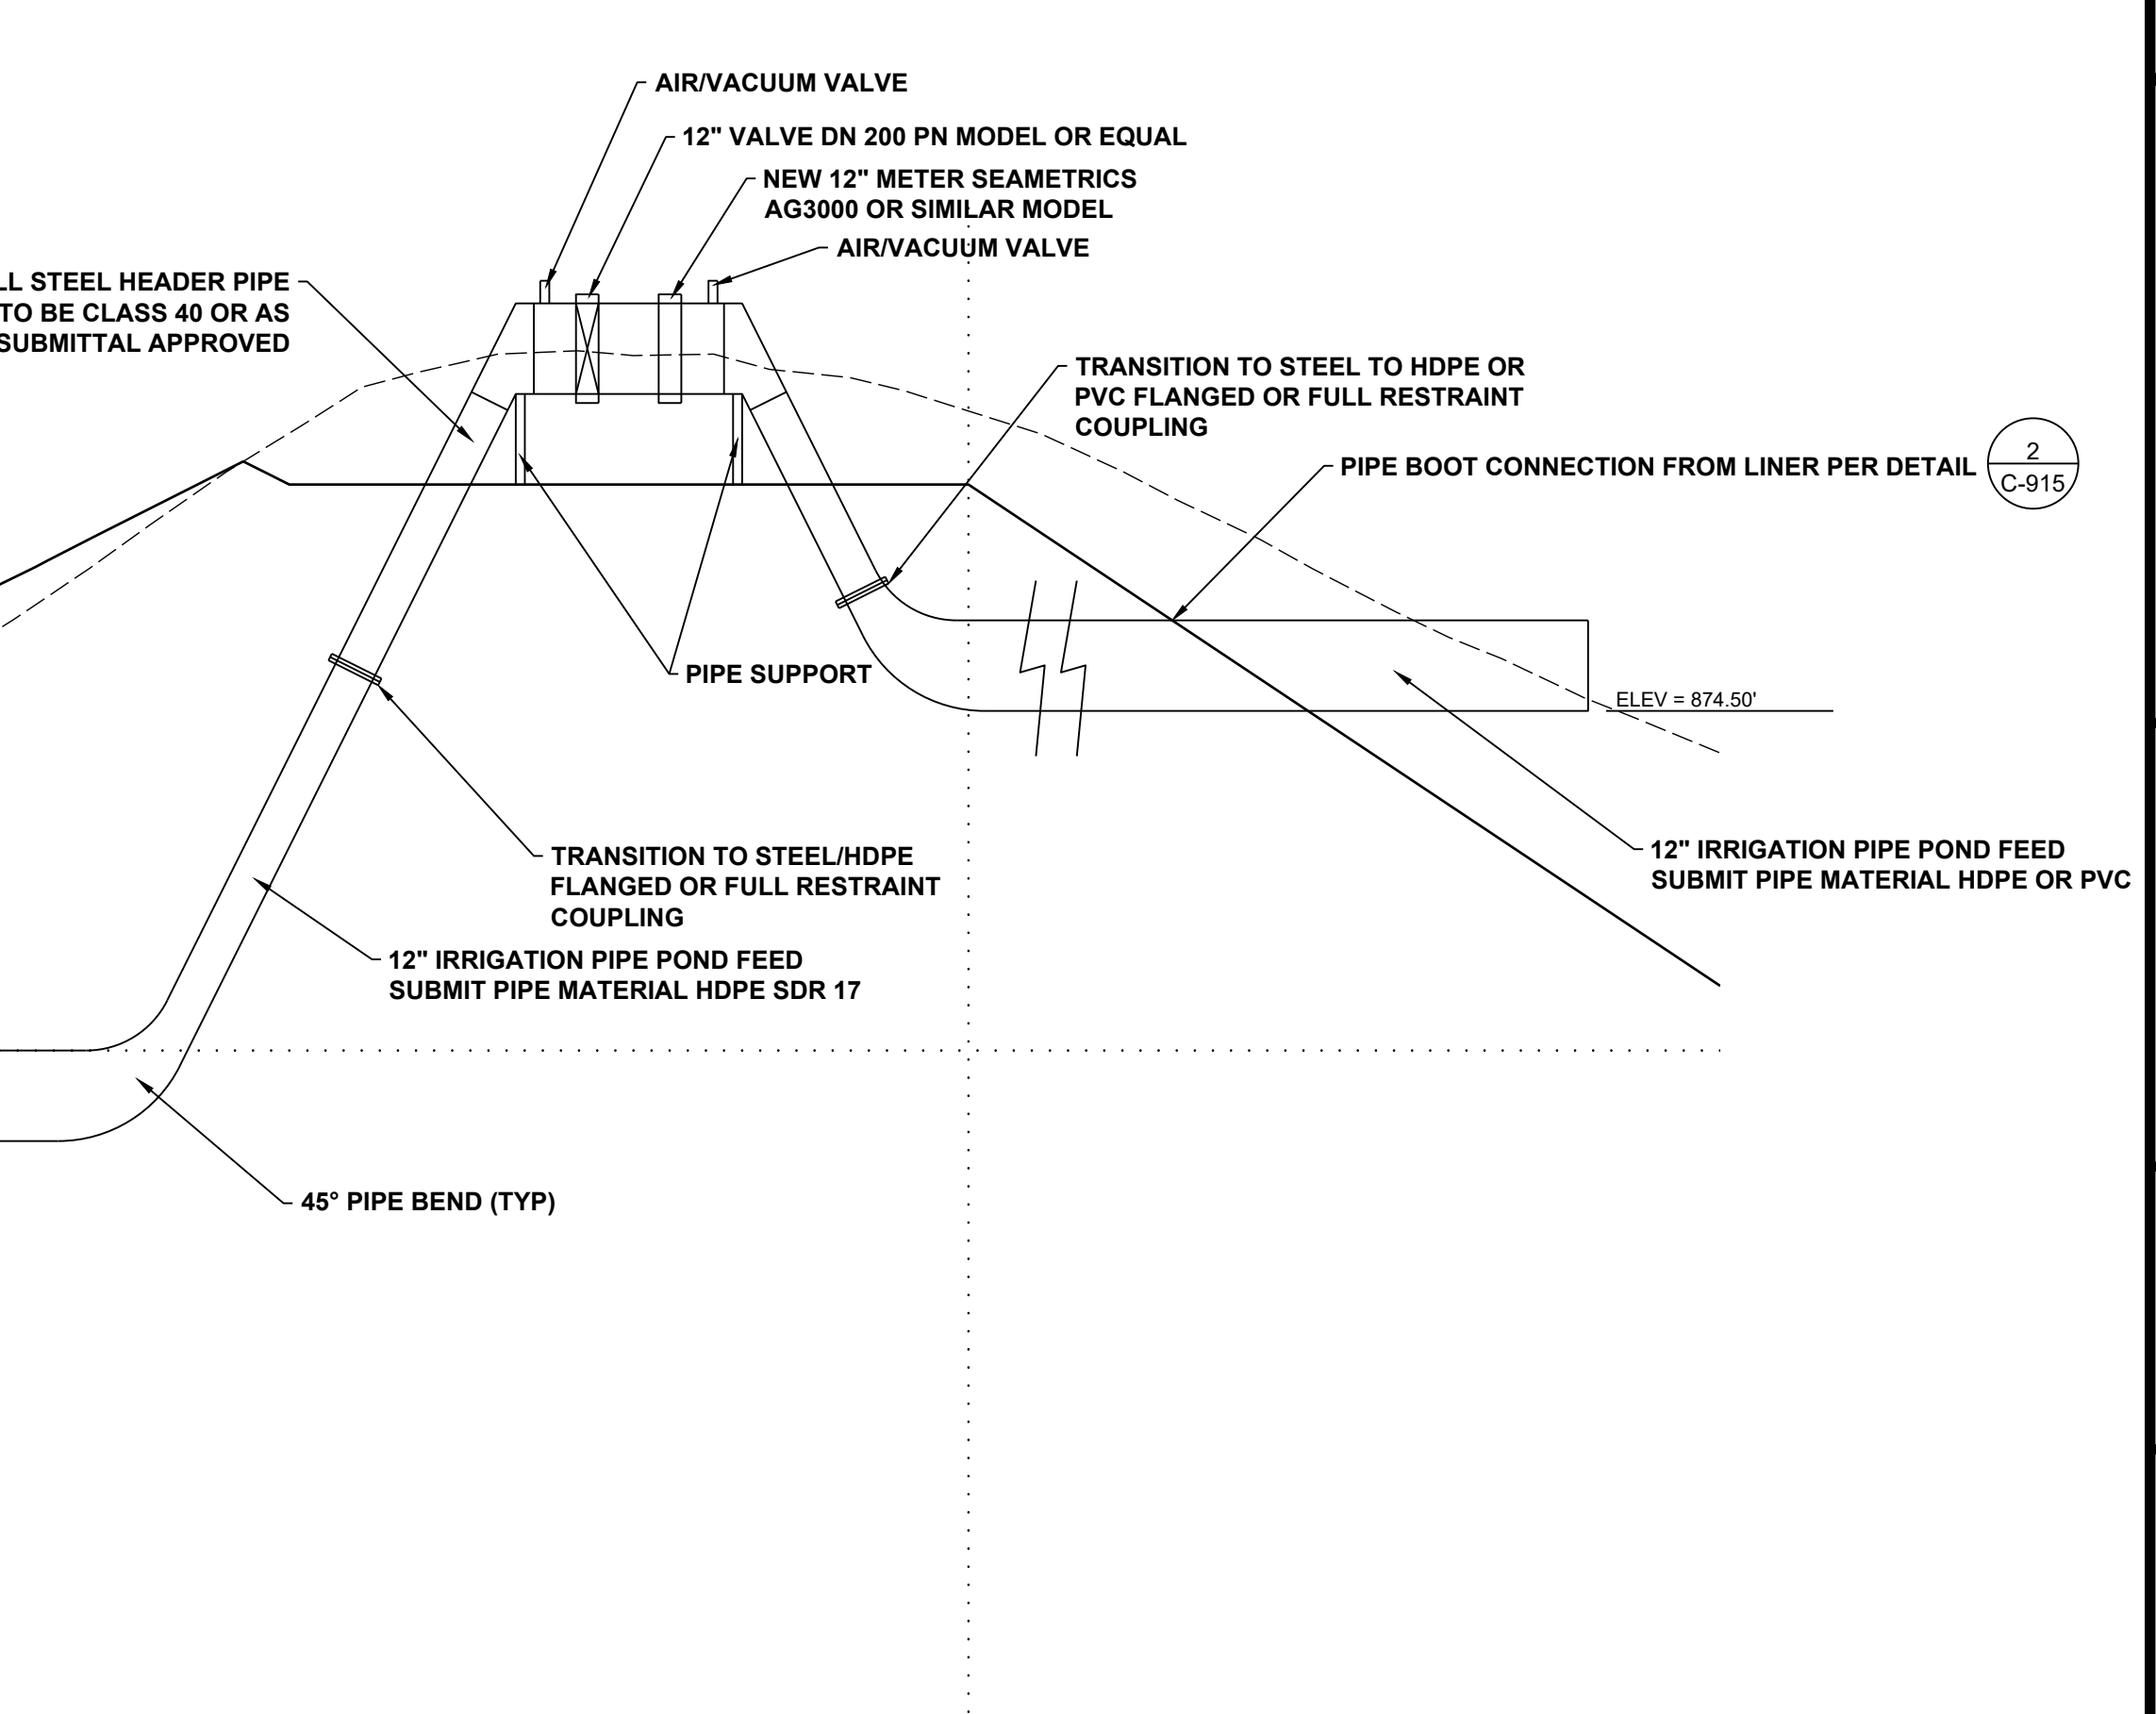 AIR/VACUUM VALVE
12" VALVE DN 200 PN MODEL OR EQUAL
NEW 12" METER SEAMETRICS
AG3000 OR SIMILAR MODEL
AIR/VACUUM VALVE
STEEL HEADER PIPE
TO BE CLASS 40 OR AS
SUBMITTAL APPROVED
TRANSITION TO STEEL TO HDPE OR
PVC FLANGED OR FULL RESTRAINT
COUPLING
PIPE BOOT CONNECTION FROM LINER PER DETAIL
2
C-915
PIPE SUPPORT
ELEV = 874.50'
TRANSITION TO STEEL/HDPE
FLANGED OR FULL RESTRAINT
COUPLING
12" IRRIGATION PIPE POND FEED
SUBMIT PIPE MATERIAL HDPE OR PVC
12" IRRIGATION PIPE POND FEED
SUBMIT PIPE MATERIAL HDPE SDR 17
45° PIPE BEND (TYP)